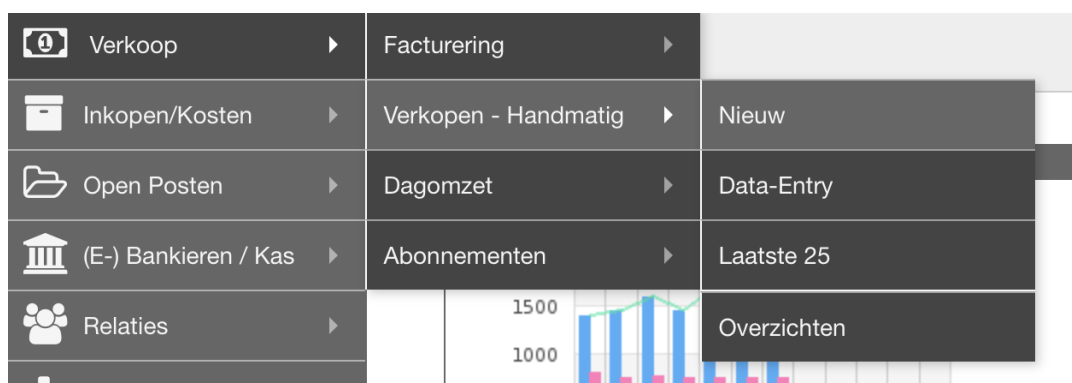 Verkoop
Facturering
Inkopen/Kosten
Verkopen - Handmatig
Nieuw
Open Posten
Dagomzet
Data-Entry
(E-) Bankieren / Kas
Abonnementen
Laatste 25
Relaties
1500
Overzichten
1000